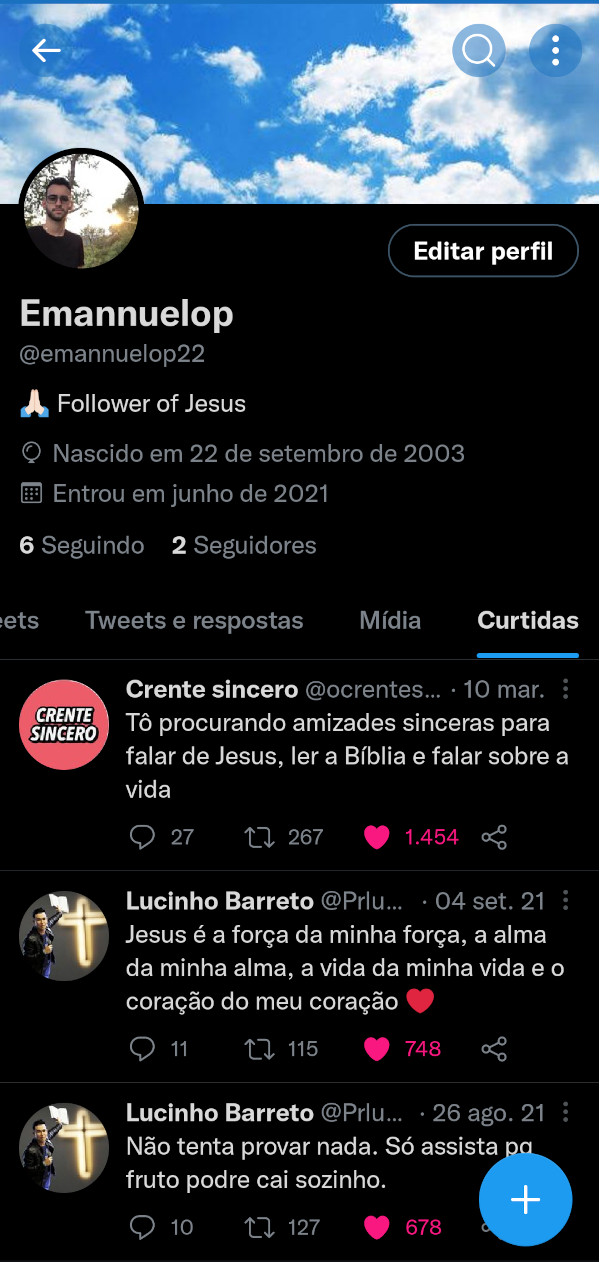 Editar perfil
Emannuelop
@emannuelop22
🙏🏻 Follower of Jesus
Nascido em 22 de setembro de 2003
Entrou em junho de 2021
6 Seguindo 2 Seguidores
eets Tweets e respostas Mídia Curtidas
Crente sincero @ocrentes... · 10 mar.
CRENTE
SINCERO
Tô procurando amizades sinceras para
falar de Jesus, ler a Bíblia e falar sobre a
vida
27 267 1.454
Lucinho Barreto @Prlu... · 04 set. 21
Jesus é a força da minha força, a alma
da minha alma, a vida da minha vida e o
coração do meu coração ❤️
11 115 748
Lucinho Barreto @Prlu... · 26 ago. 21
Não tenta provar nada. Só assista pq
fruto podre cai sozinho.
10 127 678